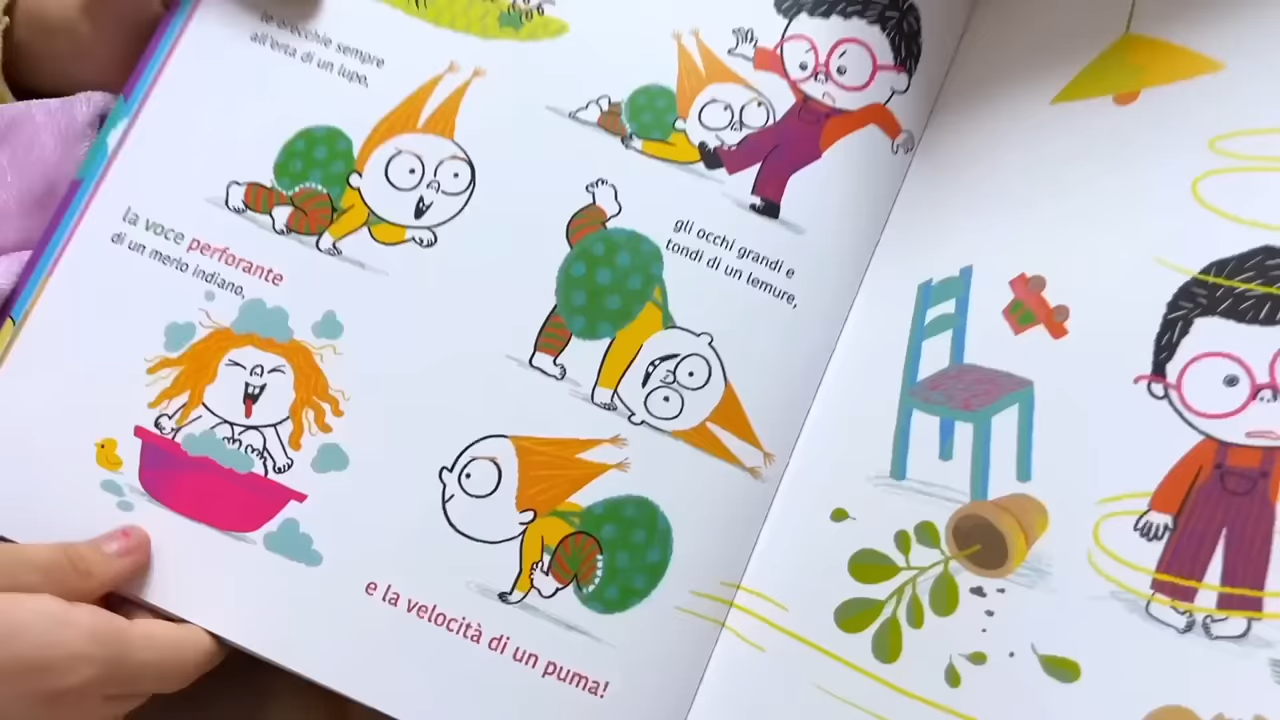 le orecchie sempre
all'erta di un lupo,
la voce perforante
di un merlo indiano,
gli occhi grandi e
tondi di un lemure,
e la velocità di un puma!